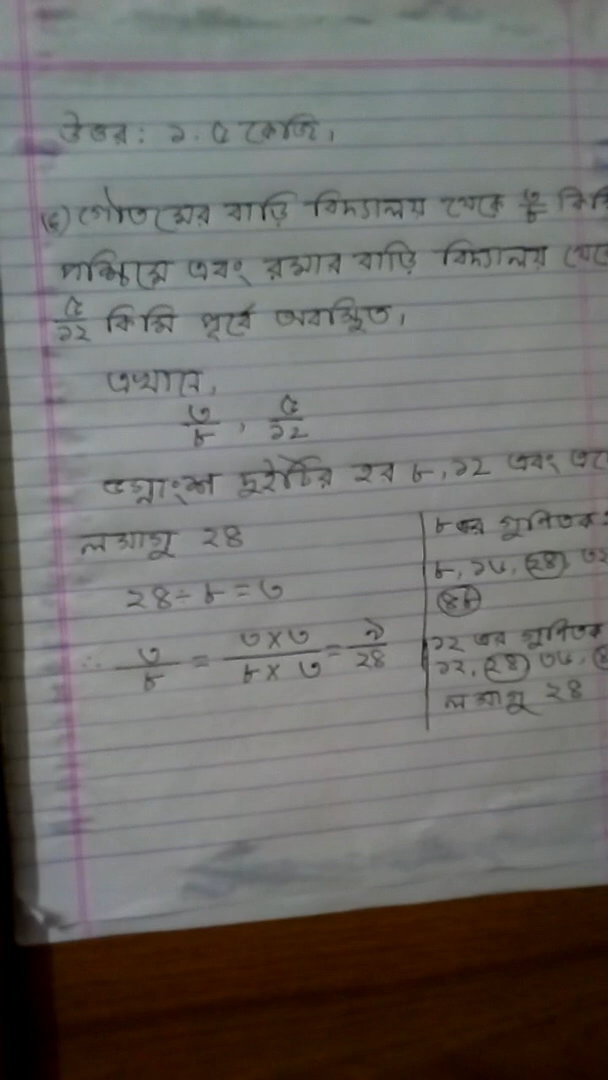 উত্তর: ১.৫ কেজি।
(৬) গৌতমের বাড়ি বিদ্যালয় থেকে ৩/৮ কিমি
পশ্চিমে এবং রমার বাড়ি বিদ্যালয় থেকে
৫/১২ কিমি পূর্বে অবস্থিত।
এখানে,
৩/৮, ৫/১২
ভগ্নাংশ দুইটির হর ৮, ১২ এবং
লসাগু ২৪
২৪÷৮=৩
∴ ৩/৮ = ৩×৩/৮×৩ = ৯/২৪
৮ এর গুণিতক
৮, ১৬, ২৪, ৩২
৪৮
১২ এর গুণিতক
১২, ২৪, ৩৬,
লসাগু ২৪